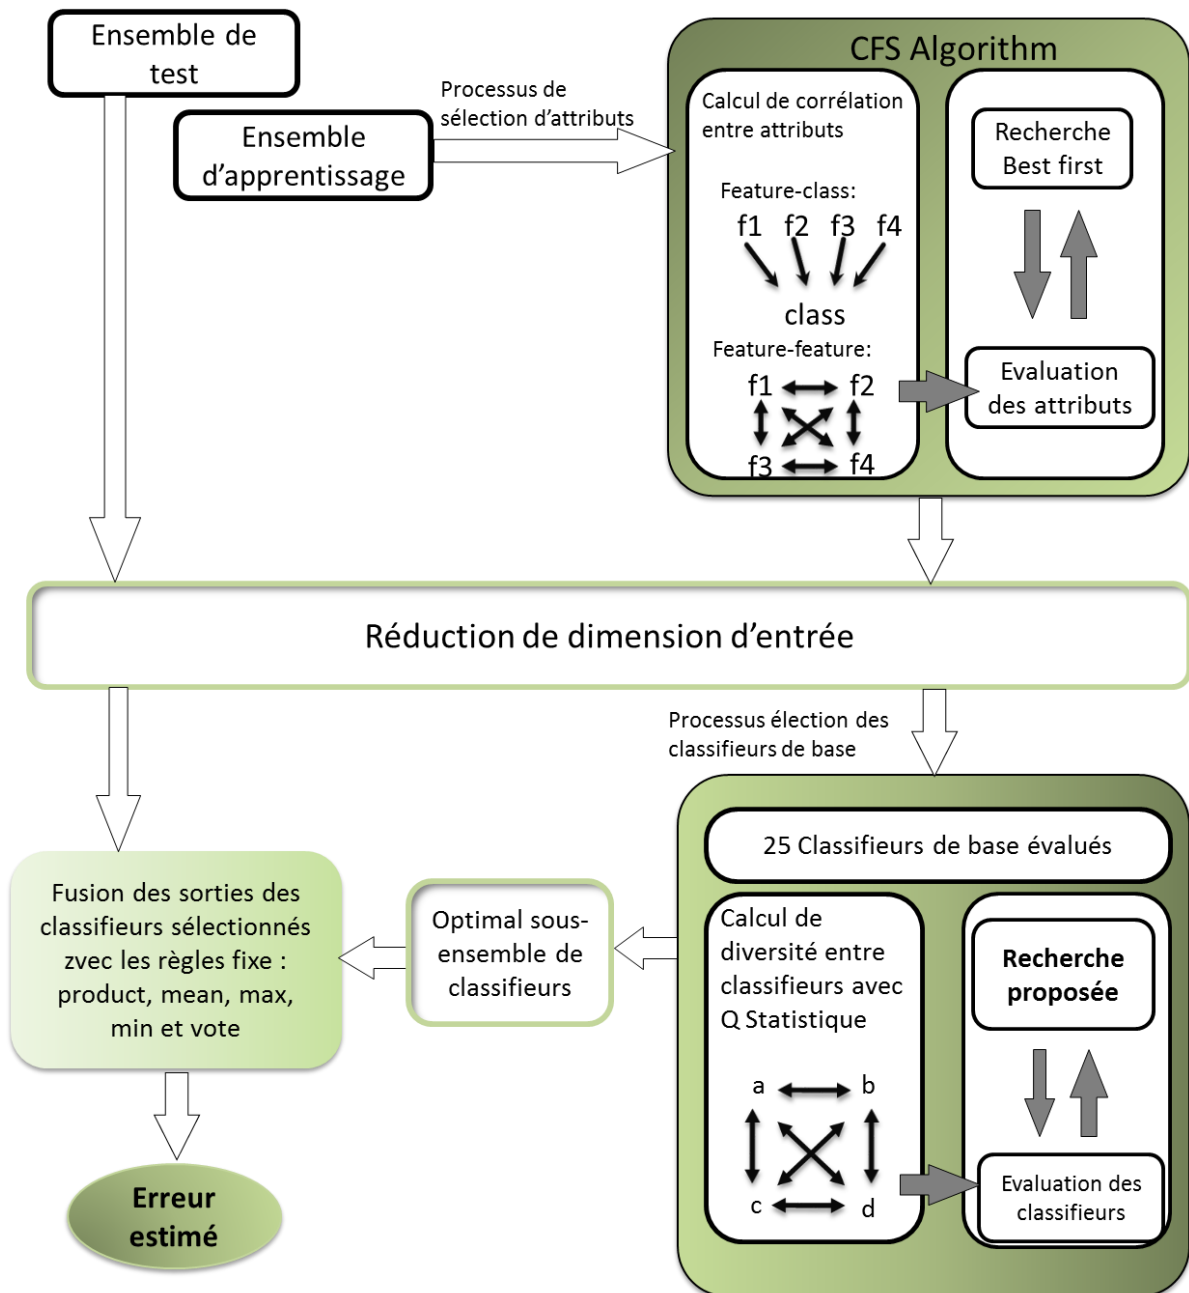 Ensemble de
test
Ensemble
d'apprentissage
Processus de
sélection d'attributs
CFS Algorithm
Calcul de corrélation
entre attributs
Feature-class:
f1 f2 f3 f4
class
Feature-feature:
f1 f2
f3 f4
Recherche
Best first
Evaluation
des attributs
Réduction de dimension d'entrée
Processus élection des
classifieurs de base
25 Classifieurs de base évalués
Calcul de
diversité entre
classifieurs avec
Q Statistique
a b
c d
Recherche
proposée
Evaluation des
classifieurs
Optimal sous-
ensemble de
classifieurs
Fusion des sorties des
classifieurs sélectionnés
zvec les règles fixe :
product, mean, max,
min et vote
Erreur
estimé